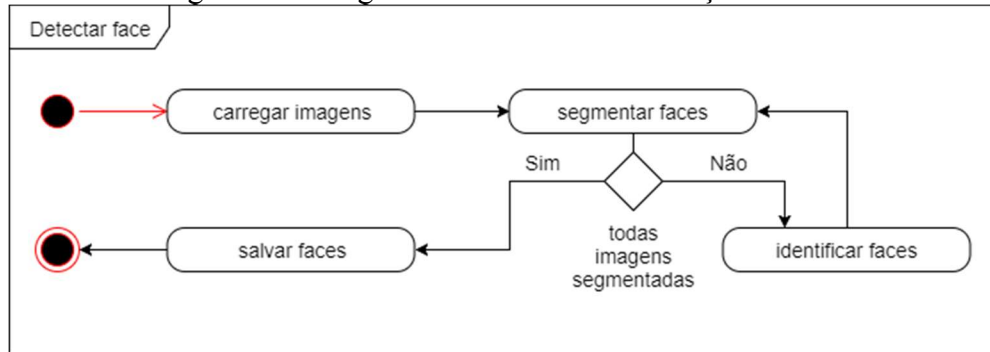 Detectar face
carregar imagens
segmentar faces
Sim
Não
todas
imagens
segmentadas
salvar faces
identificar faces